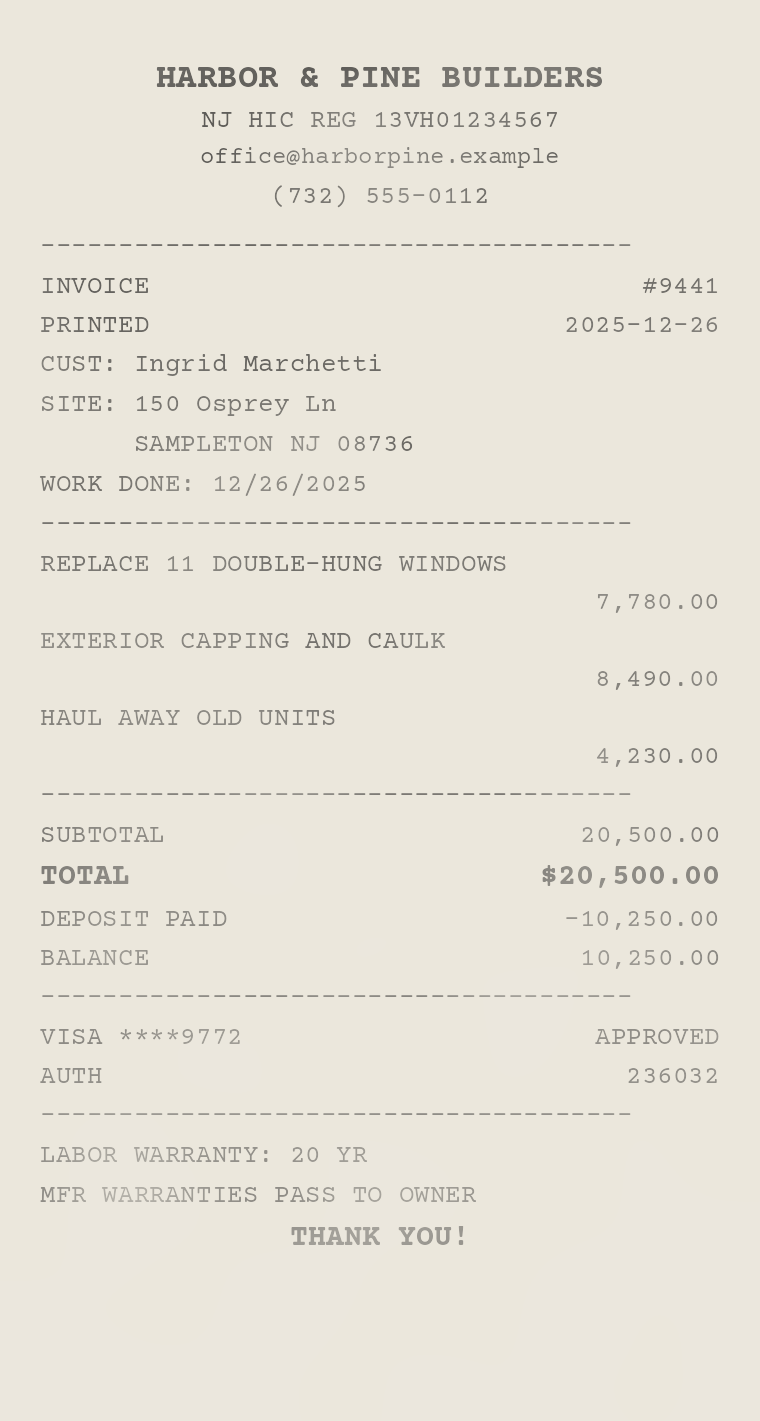 HARBOR & PINE BUILDERS
NJ HIC REG 13VH01234567
office@harborpine.example
(732) 555-0112
--------------------------------------
INVOICE #9441
PRINTED 2025-12-26
CUST: Ingrid Marchetti
SITE: 150 Osprey Ln
SAMPLETON NJ 08736
WORK DONE: 12/26/2025
--------------------------------------
REPLACE 11 DOUBLE-HUNG WINDOWS
7,780.00
EXTERIOR CAPPING AND CAULK
8,490.00
HAUL AWAY OLD UNITS
4,230.00
--------------------------------------
SUBTOTAL 20,500.00
TOTAL $20,500.00
DEPOSIT PAID -10,250.00
BALANCE 10,250.00
--------------------------------------
VISA ****9772 APPROVED
AUTH 236032
--------------------------------------
LABOR WARRANTY: 20 YR
MFR WARRANTIES PASS TO OWNER
THANK YOU!